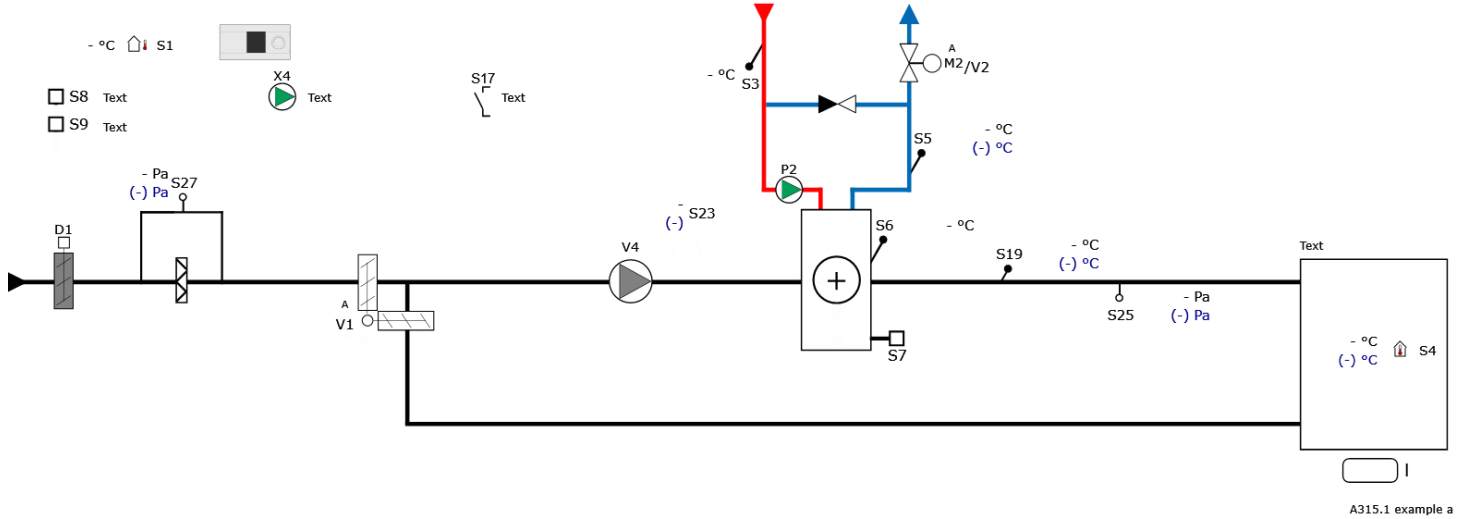 - °C S1
X4
S8 Text
Text
S9 Text
S17
Text
- °C
S3
A
M2/V2
S5
- °C
(-) °C
P2
- Pa
(-) Pa
S27
D1
-
(-)
S23
V4
S6
- °C
S19
- °C
(-) °C
A
V1
S7
S25
- Pa
(-) Pa
Text
- °C
(-) °C
S4
I
A315.1 example a